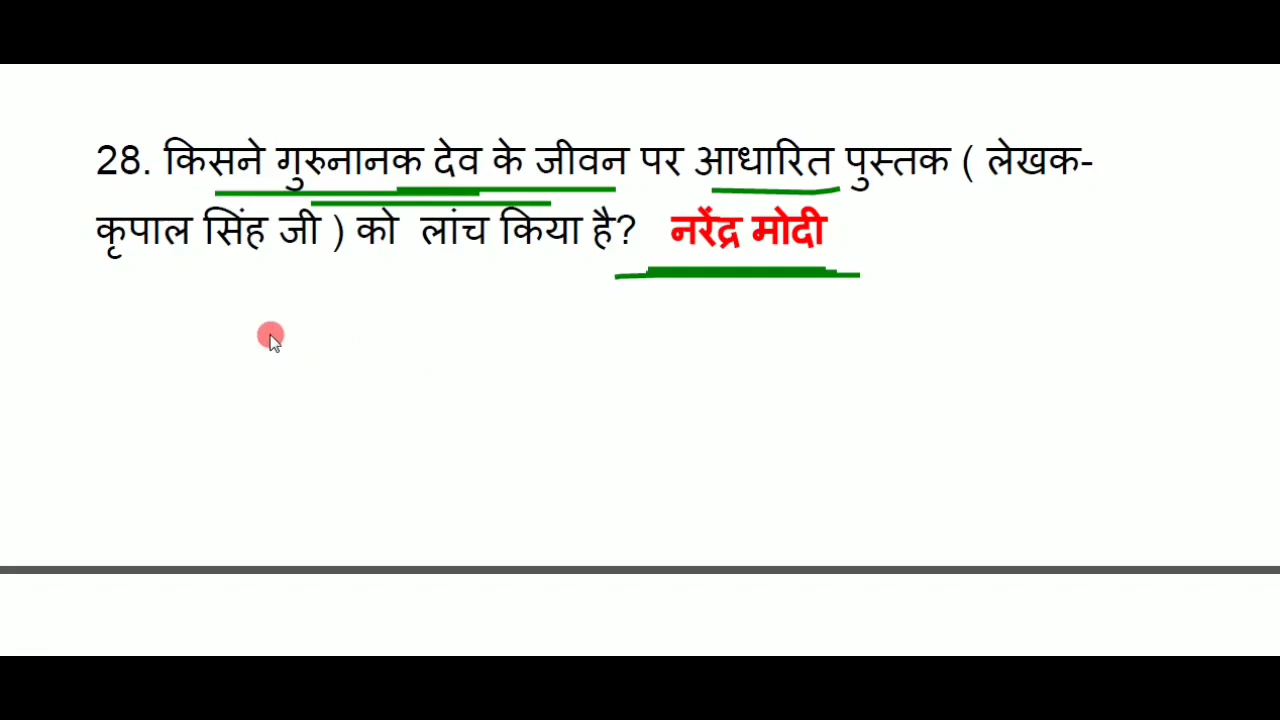 28. किसने गुरुनानक देव के जीवन पर आधारित पुस्तक ( लेखक-
कृपाल सिंह जी ) को लांच किया है? नरेंद्र मोदी